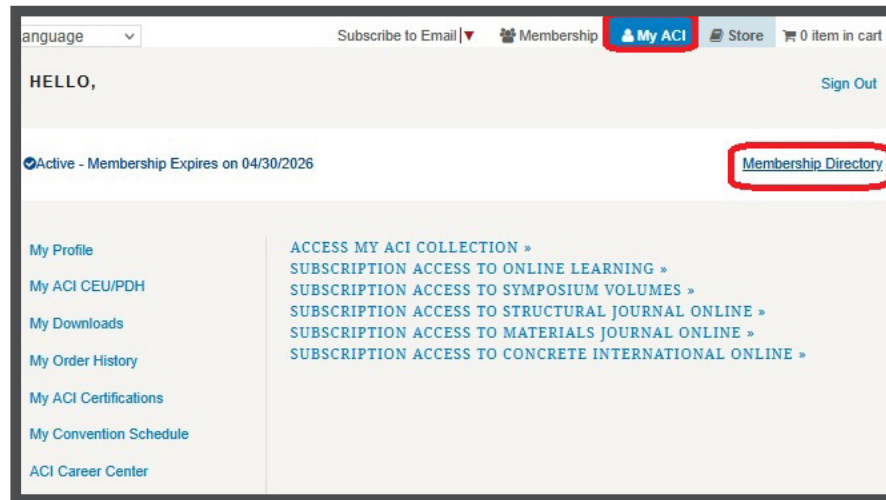 anguage
Subscribe to Email|▼ Membership My ACI Store 0 item in cart
HELLO,
Sign Out
Active - Membership Expires on 04/30/2026
Membership Directory
My Profile
My ACI CEU/PDH
My Downloads
My Order History
My ACI Certifications
My Convention Schedule
ACI Career Center
ACCESS MY ACI COLLECTION »
SUBSCRIPTION ACCESS TO ONLINE LEARNING »
SUBSCRIPTION ACCESS TO SYMPOSIUM VOLUMES »
SUBSCRIPTION ACCESS TO STRUCTURAL JOURNAL ONLINE »
SUBSCRIPTION ACCESS TO MATERIALS JOURNAL ONLINE »
SUBSCRIPTION ACCESS TO CONCRETE INTERNATIONAL ONLINE »